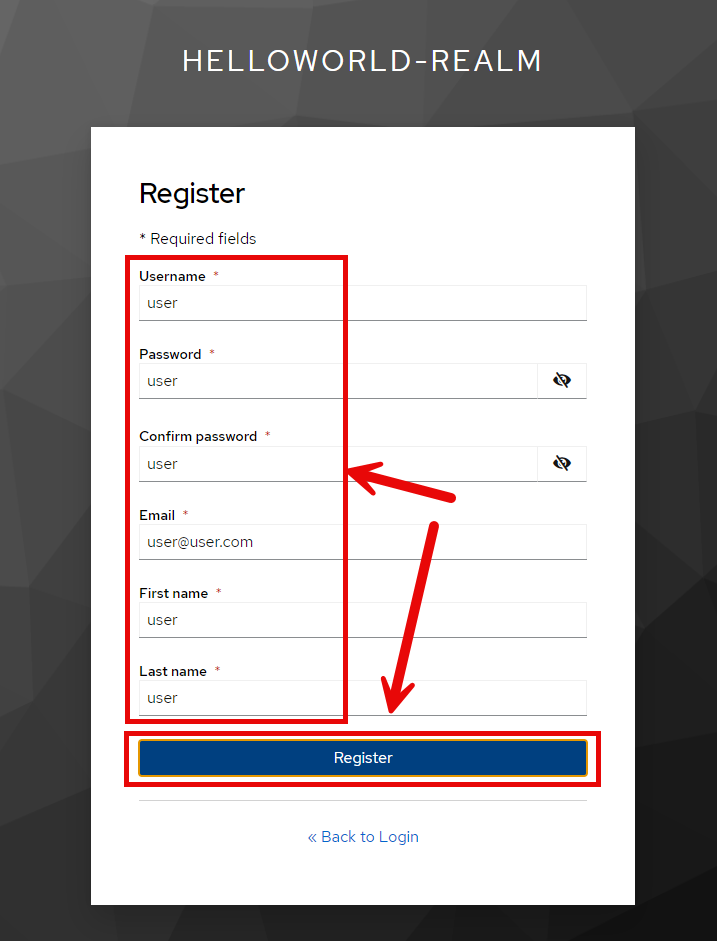 HELLOWORLD-REALM
Register
* Required fields
Username *
user
Password *
user
Confirm password *
user
Email *
user@user.com
First name *
user
Last name *
user
Register
« Back to Login